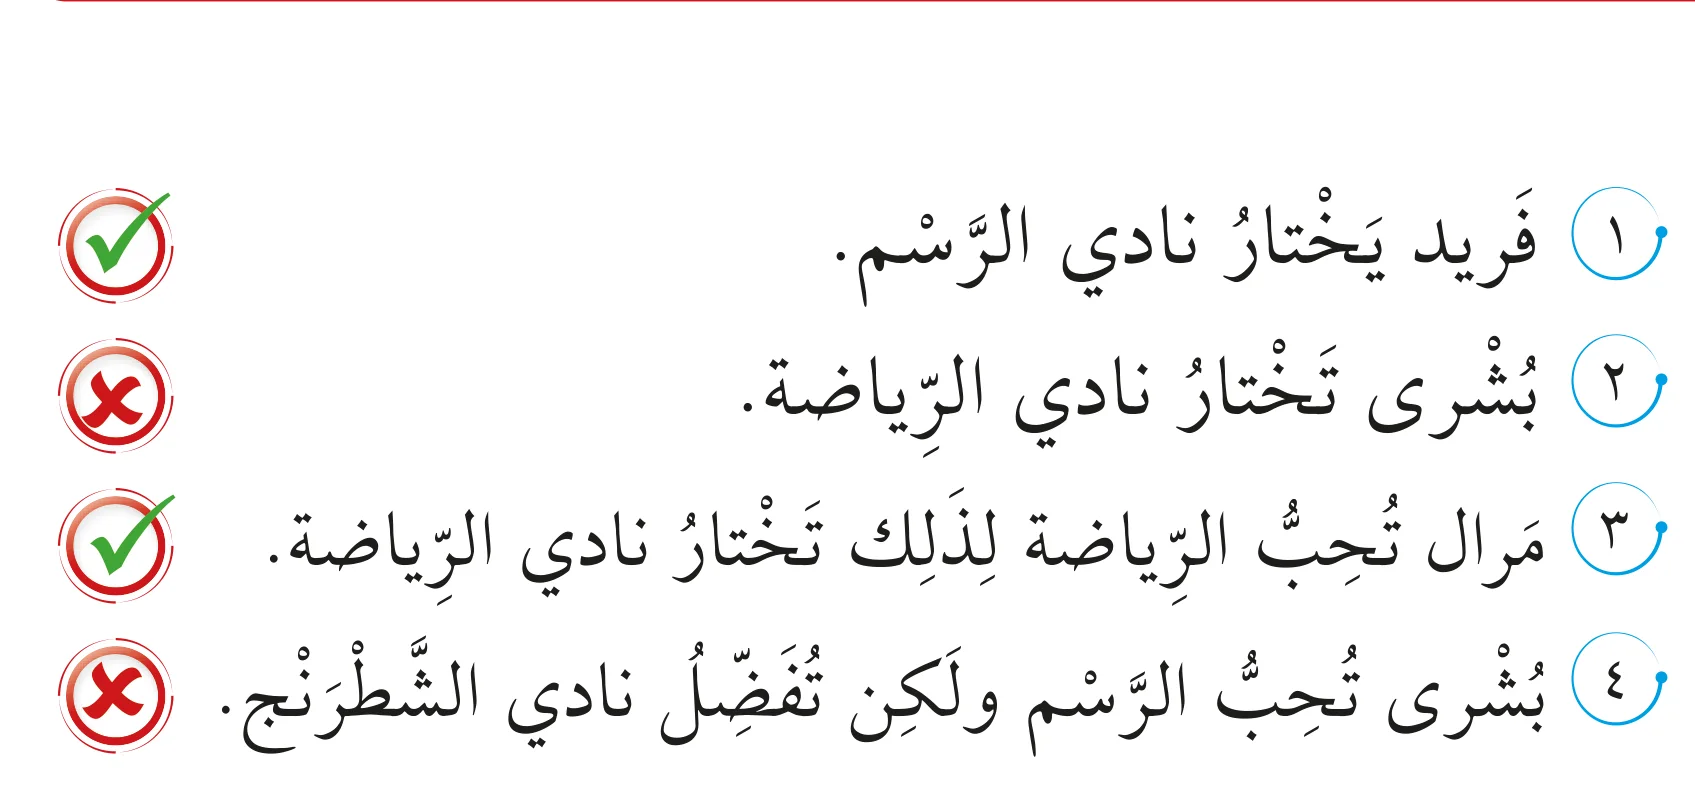 ١ فَريد يَخْتارُ نادي الرَّسْم.
٢ بُشْرى تَخْتارُ نادي الرِّياضة.
٣ مَرال تُحِبُّ الرِّياضة لِذَلِك تَخْتارُ نادي الرِّياضة.
٤ بُشْرى تُحِبُّ الرَّسْم ولَكِن تُفَضِّلُ نادي الشَّطْرَنْج.